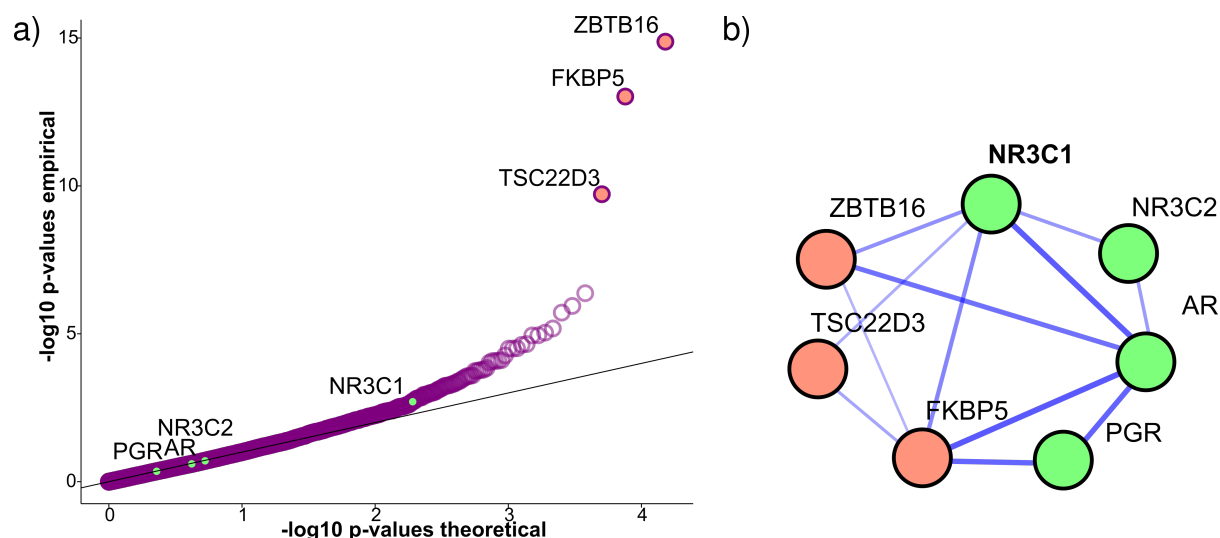 a)
15
10
5
0
-log10 p-values empirical
ZBTB16
FKBP5
TSC22D3
NR3C1
NR3C2
PGR
AR
0
1
2
3
4
-log10 p-values theoretical
b)
NR3C1
ZBTB16
NR3C2
AR
TSC22D3
FKBP5
PGR